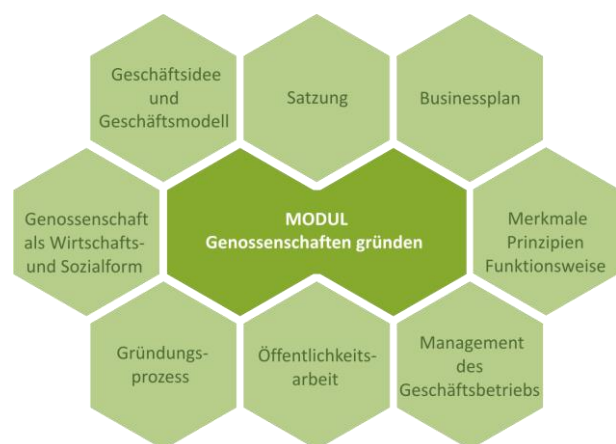 Geschäftsidee
und
Geschäftsmodell
Satzung
Businessplan
Genossenschaft
als Wirtschafts-
und Sozialform
MODUL
Genossenschaften gründen
Merkmale
Prinzipien
Funktionsweise
Gründungs-
prozess
Öffentlichkeits-
arbeit
Management
des
Geschäftsbetriebs